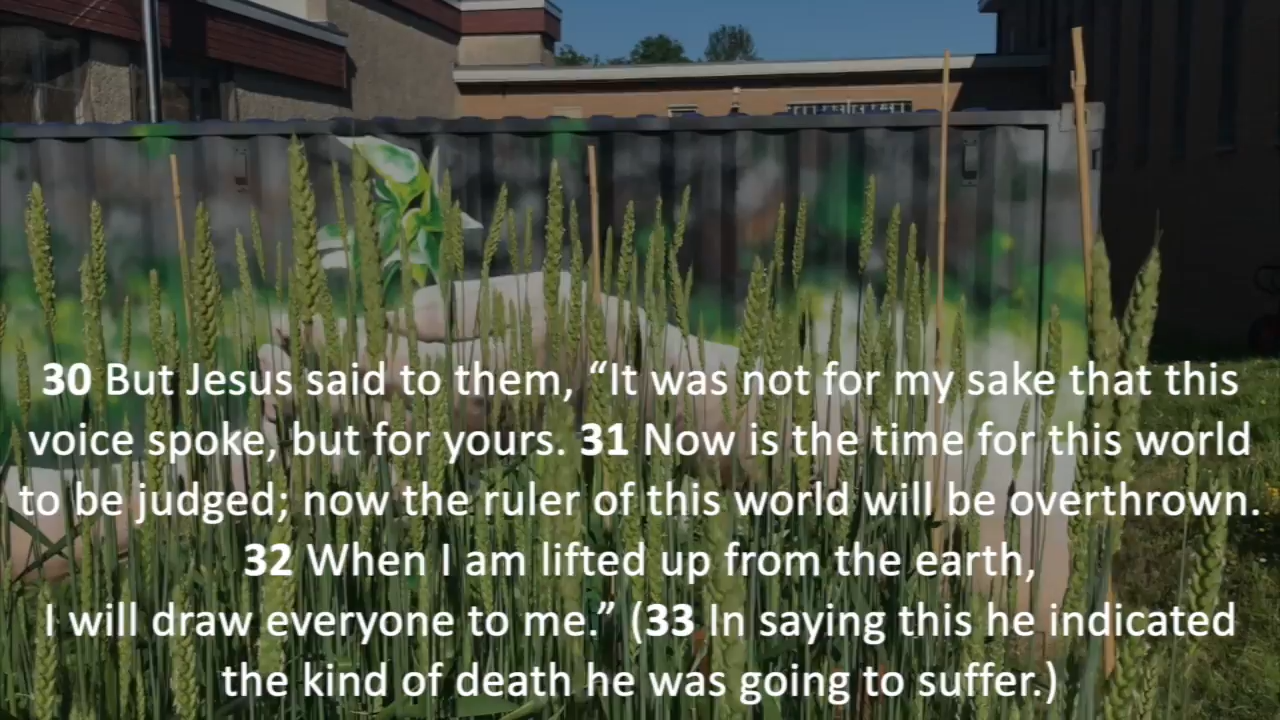 30 But Jesus said to them, “It was not for my sake that this
voice spoke, but for yours. 31 Now is the time for this world
to be judged; now the ruler of this world will be overthrown.
32 When I am lifted up from the earth,
I will draw everyone to me.” (33 In saying this he indicated
the kind of death he was going to suffer.)